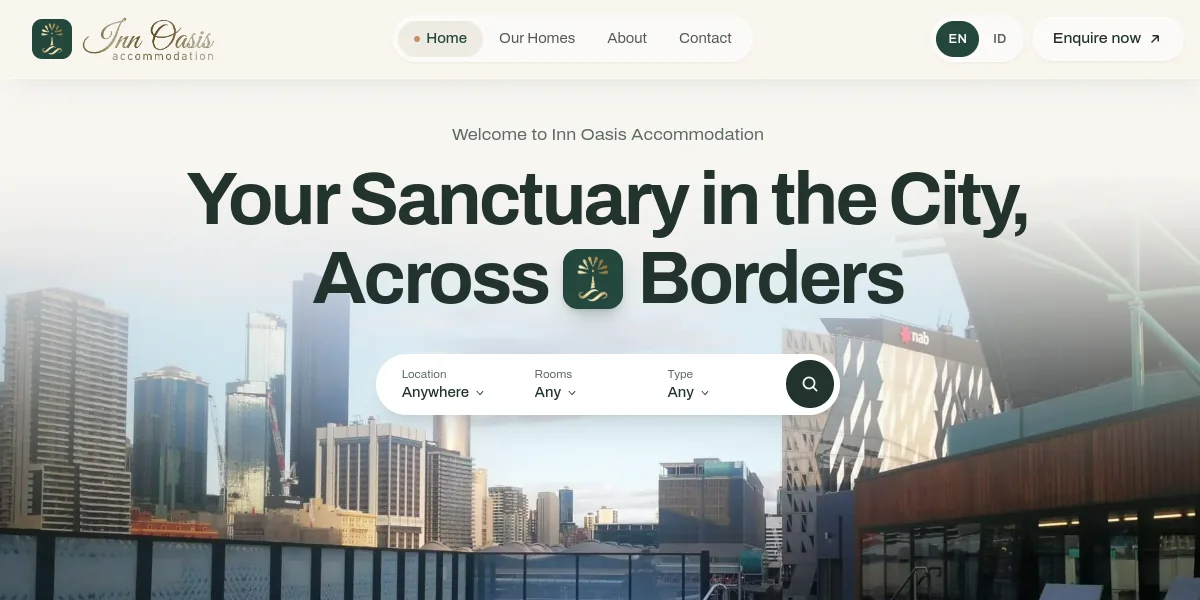 Inn Oasis
accommodation
Home
Our Homes
About
Contact
EN
ID
Enquire now
Welcome to Inn Oasis Accommodation
Your Sanctuary in the City,
Across Borders
Location
Anywhere
Rooms
Any
Type
Any
nab